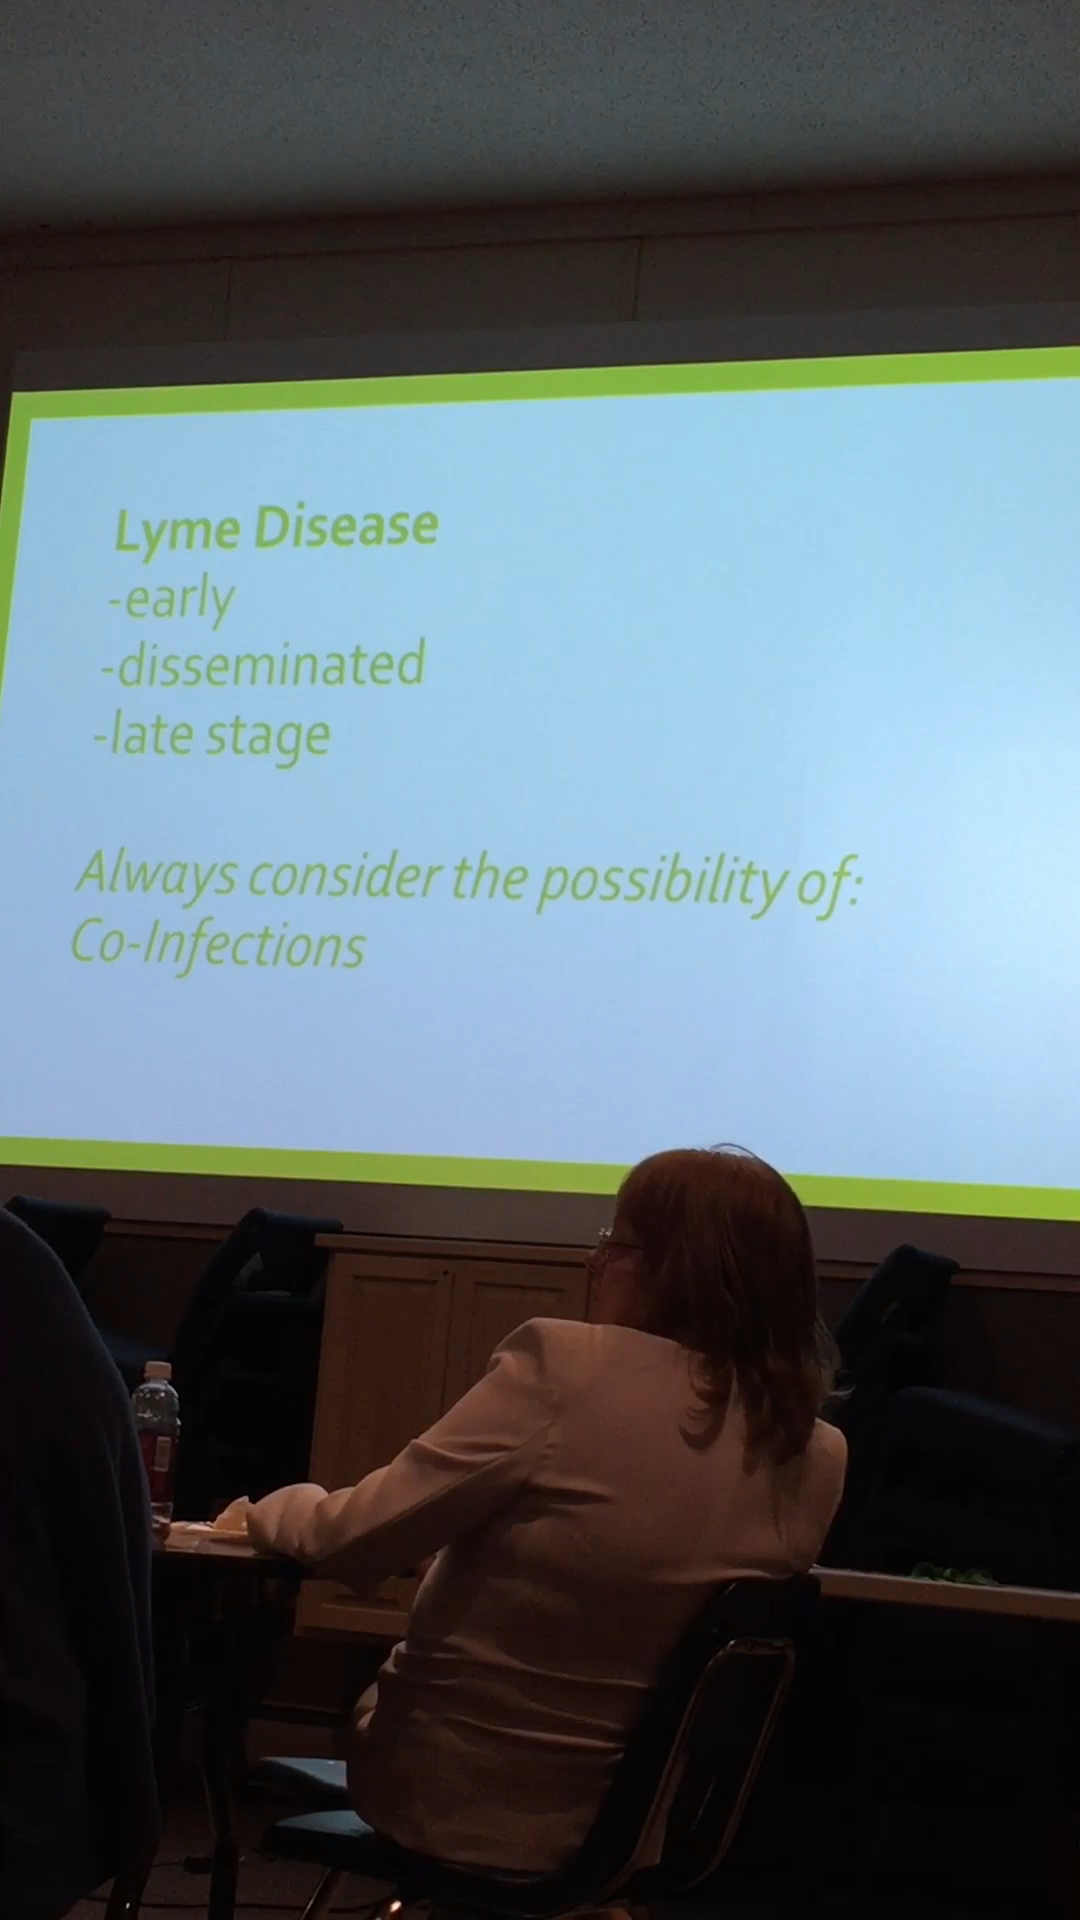 Lyme Disease
-early
-disseminated
-late stage
Always consider the possibility of:
Co-Infections